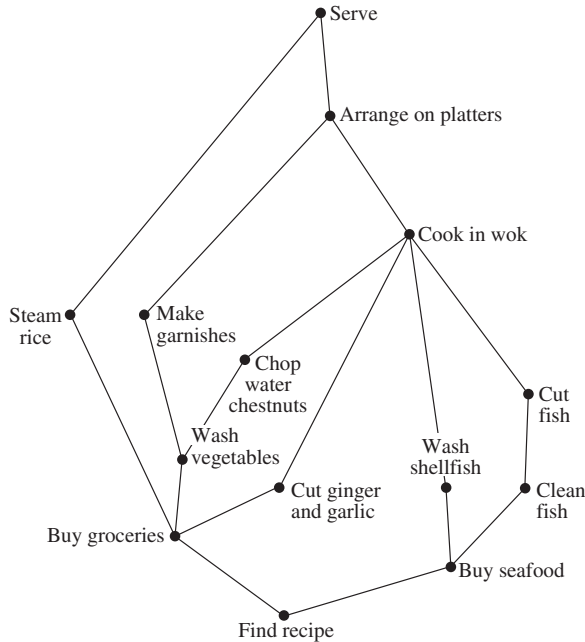 Serve
Arrange on platters
Cook in wok
Steam
rice
Make
garnishes
Chop
water
chestnuts
Cut
fish
Wash
vegetables
Wash
shellfish
Cut ginger
and garlic
Clean
fish
Buy groceries
Buy seafood
Find recipe